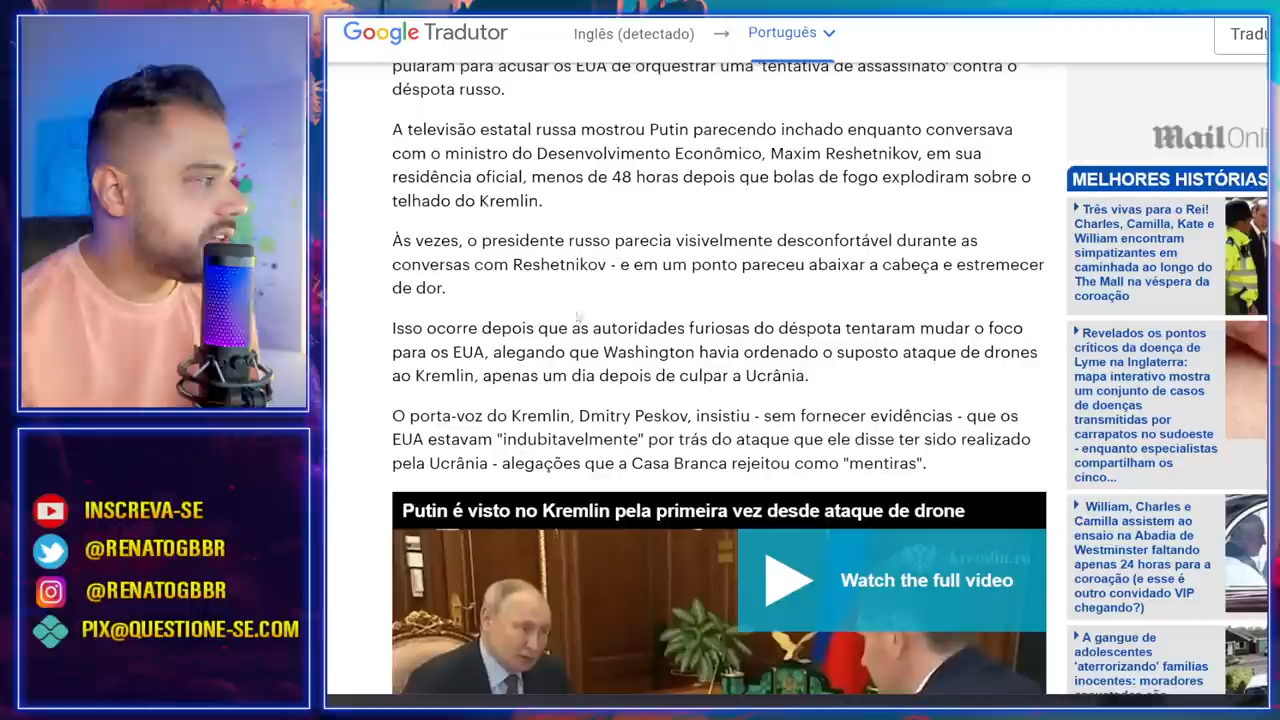 Google Tradutor
Inglês (detectado)
→
Português
pularam para acusar os EUA de orquestrar uma 'tentativa de assassinato' contra o
déspota russo.
A televisão estatal russa mostrou Putin parecendo inchado enquanto conversava
com o ministro do Desenvolvimento Econômico, Maxim Reshetnikov, em sua
residência oficial, menos de 48 horas depois que bolas de fogo explodiram sobre o
telhado do Kremlin.
Às vezes, o presidente russo parecia visivelmente desconfortável durante as
conversas com Reshetnikov - e em um ponto pareceu abaixar a cabeça e estremecer
de dor.
Isso ocorre depois que as autoridades furiosas do déspota tentaram mudar o foco
para os EUA, alegando que Washington havia ordenado o suposto ataque de drones
ao Kremlin, apenas um dia depois de culpar a Ucrânia.
O porta-voz do Kremlin, Dmitry Peskov, insistiu - sem fornecer evidências - que os
EUA estavam "indubitavelmente" por trás do ataque que ele disse ter sido realizado
pela Ucrânia - alegações que a Casa Branca rejeitou como "mentiras".
Putin é visto no Kremlin pela primeira vez desde ataque de drone
kremlin.ru
Watch the full video
Mail Onli
MELHORES HISTÓRIAS
Três vivas para o Rei!
Charles, Camilla, Kate e
William encontram
simpatizantes em
caminhada ao longo do
The Mall na véspera da
coroação
Revelados os pontos
críticos da doença de
Lyme na Inglaterra:
mapa interativo mostra
um conjunto de casos
de doenças
transmitidas por
carrapatos no sudoeste
- enquanto especialistas
compartilham os
cinco...
William, Charles e
Camilla assistem ao
ensaio na Abadia de
Westminster faltando
apenas 24 horas para a
coroação (e esse é
outro convidado VIP
chegando?)
A gangue de
adolescentes
'aterrorizando' famílias
inocentes: moradores
INSCREVA-SE
@RENATOGBBR
@RENATOGBBR
PIX@QUESTIONE-SE.COM